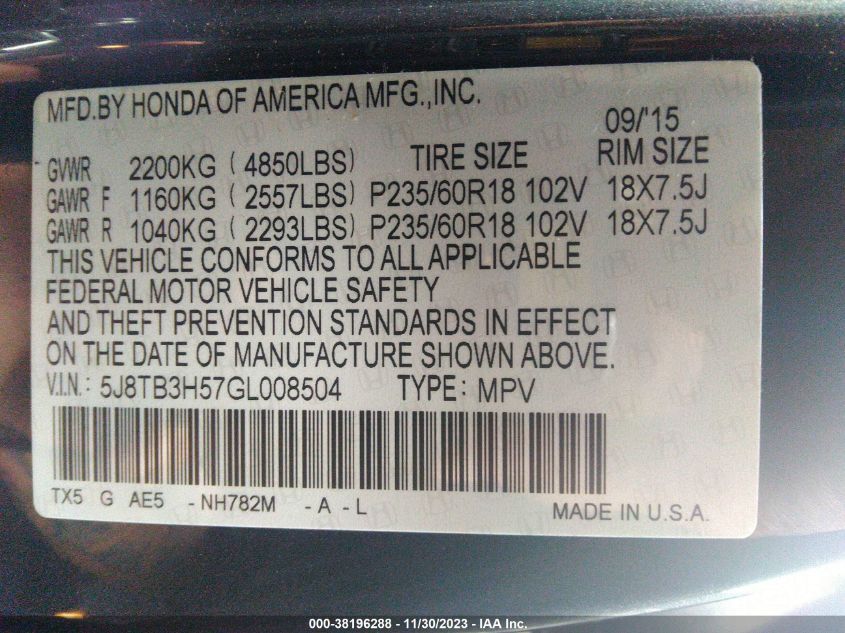 MFD.BY HONDA OF AMERICA MFG.,INC.
09/'15
GVWR 2200KG ( 4850LBS) TIRE SIZE RIM SIZE
GAWR F 1160KG ( 2557LBS) P235/60R18 102V 18X7.5J
GAWR R 1040KG ( 2293LBS) P235/60R18 102V 18X7.5J
THIS VEHICLE CONFORMS TO ALL APPLICABLE
FEDERAL MOTOR VEHICLE SAFETY
AND THEFT PREVENTION STANDARDS IN EFFECT
ON THE DATE OF MANUFACTURE SHOWN ABOVE.
V.I.N.: 5J8TB3H57GL008504 TYPE: MPV
TX5 G AE5 - NH782M - A - L MADE IN U.S.A.
000-38196288 - 11/30/2023 - IAA Inc.